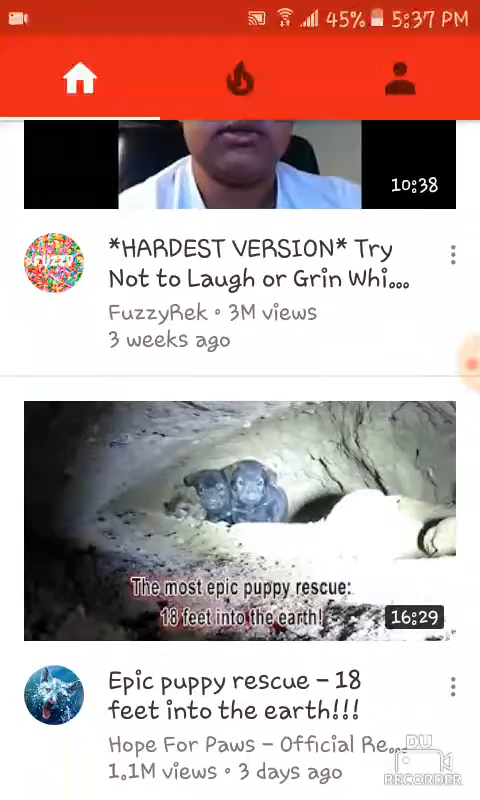 45% 5:37 PM
10:38
FUZZY
*HARDEST VERSION* Try
Not to Laugh or Grin Whi...
FuzzyRek • 3M views
3 weeks ago
The most epic puppy rescue:
18 feet into the earth!
16:29
Epic puppy rescue – 18
feet into the earth!!!
Hope For Paws – Official Re...
1.1M views • 3 days ago
DU
RECORDER